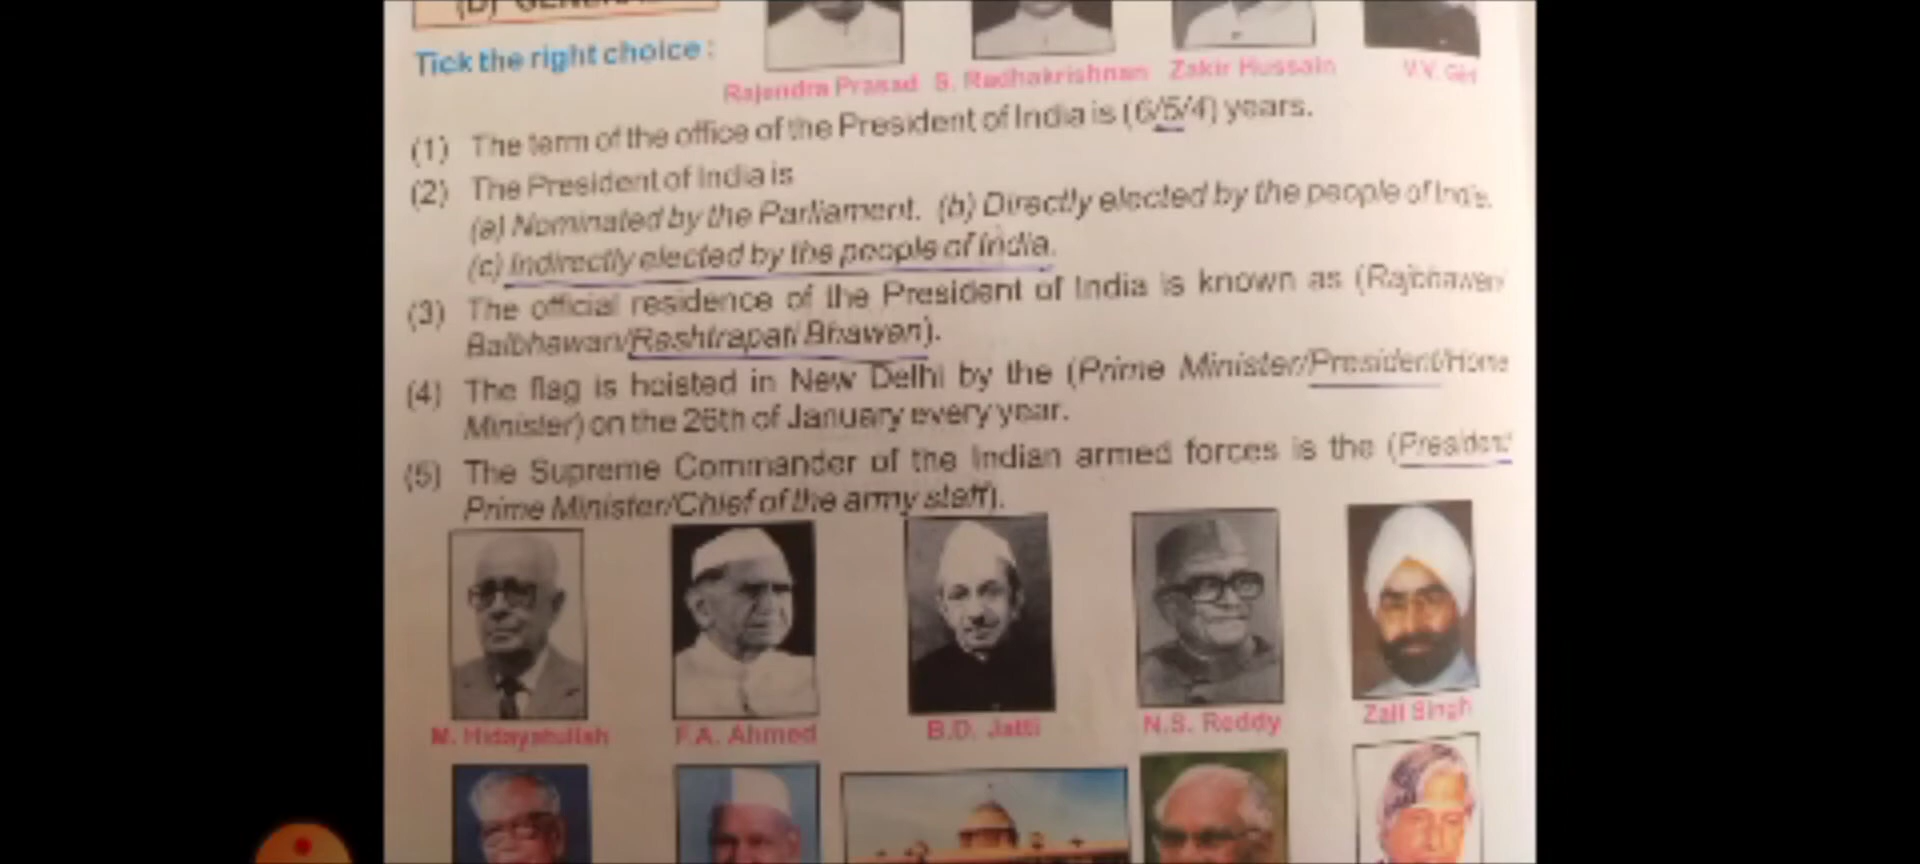 (D) GENERAL
Tick the right choice :
Rajendra Prasad S. Radhakrishnan Zakir Hussain V.V. Giri
(1) The term of the office of the President of India is (6/5/4) years.
(2) The President of India is
(a) Nominated by the Parliament. (b) Directly elected by the people of India.
(c) Indirectly elected by the people of India.
(3) The official residence of the President of India is known as (Rajbhawan/
Balbhawan/Rashtrapati Bhawan).
(4) The flag is hoisted in New Delhi by the (Prime Minister/President/Home
Minister) on the 26th of January every year.
(5) The Supreme Commander of the Indian armed forces is the (President/
Prime Minister/Chief of the army staff).
M. Hidayatullah F.A. Ahmed B.D. Jatti N.S. Reddy Zail Singh